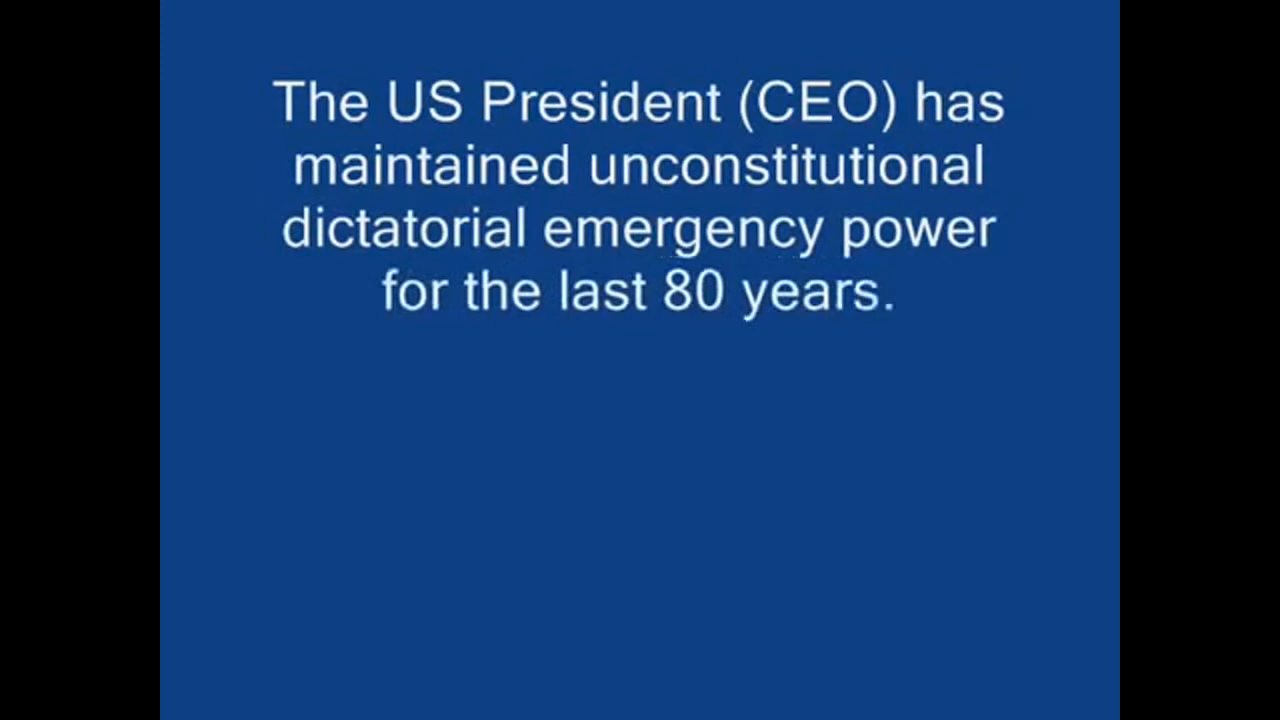 The US President (CEO) has
maintained unconstitutional
dictatorial emergency power
for the last 80 years.